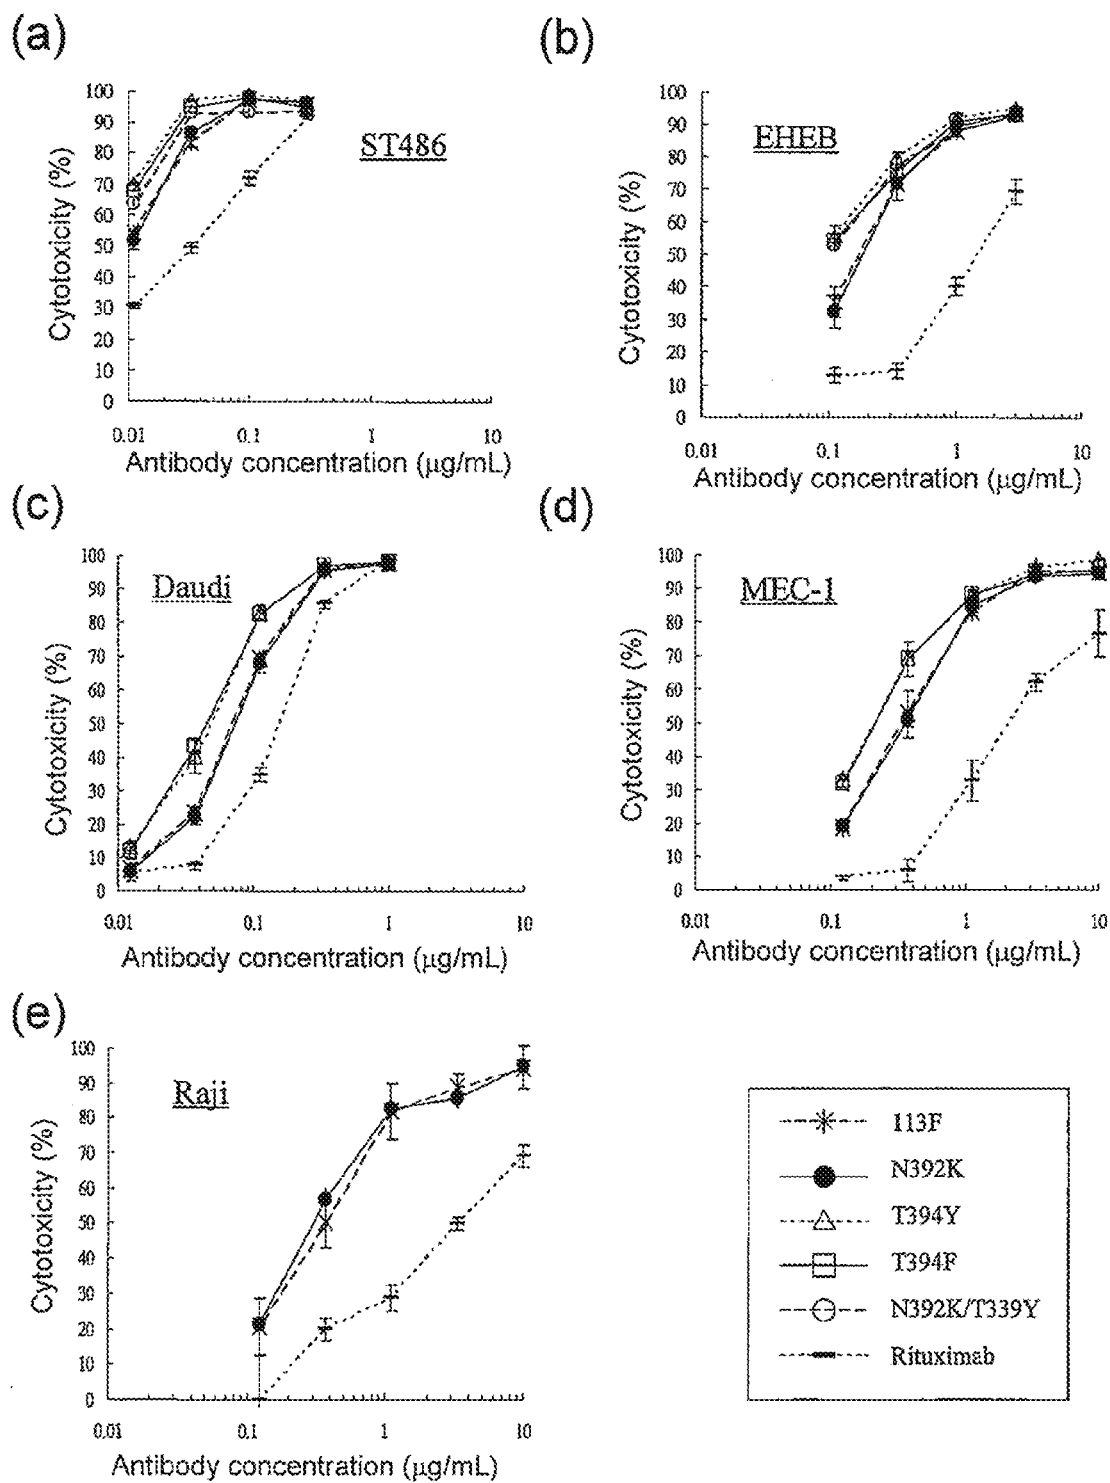 (a)
ST486
Cytotoxicity (%)
100
90
80
70
60
50
40
30
20
10
0
0.01 0.1 1 10
Antibody concentration (μg/mL)
(b)
EHEB
Cytotoxicity (%)
100
90
80
70
60
50
40
30
20
10
0
0.01 0.1 1 10
Antibody concentration (μg/mL)
(c)
Daudi
Cytotoxicity (%)
100
90
80
70
60
50
40
30
20
10
0
0.01 0.1 1 10
Antibody concentration (μg/mL)
(d)
MEC-1
Cytotoxicity (%)
100
90
80
70
60
50
40
30
20
10
0
0.01 0.1 1 10
Antibody concentration (μg/mL)
(e)
Raji
Cytotoxicity (%)
100
90
80
70
60
50
40
30
20
10
0
0.01 0.1 1 10
Antibody concentration (μg/mL)
113F
N392K
T394Y
T394F
N392K/T339Y
Rituximab